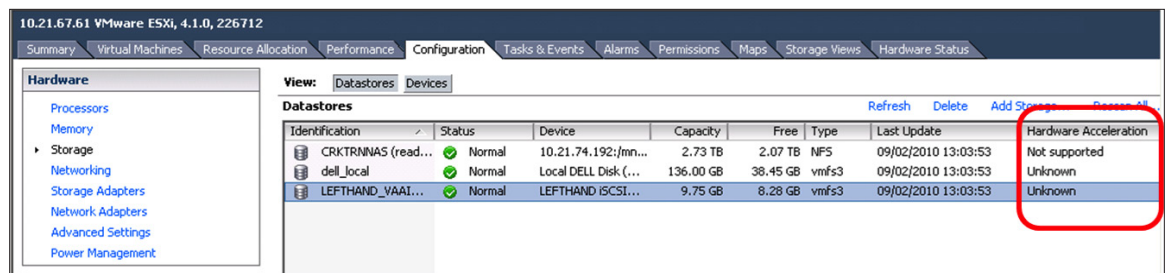 10.21.67.61 VMware ESXi, 4.1.0, 226712
Summary Virtual Machines Resource Allocation Performance Configuration Tasks & Events Alarms Permissions Maps Storage Views Hardware Status
Hardware
Processors
Memory
Storage
Networking
Storage Adapters
Network Adapters
Advanced Settings
Power Management
View: Datastores Devices
Datastores
Refresh Delete Add Storage... Rescan All...
Identification Status Device Capacity Free Type Last Update Hardware Acceleration
CRKTRNNAS (read... Normal 10.21.74.192:/mn... 2.73 TB 2.07 TB NFS 09/02/2010 13:03:53 Not supported
dell_local Normal Local DELL Disk (... 136.00 GB 38.45 GB vmfs3 09/02/2010 13:03:53 Unknown
LEFTHAND_VAAI... Normal LEFTHAND iSCSI... 9.75 GB 8.28 GB vmfs3 09/02/2010 13:03:53 Unknown